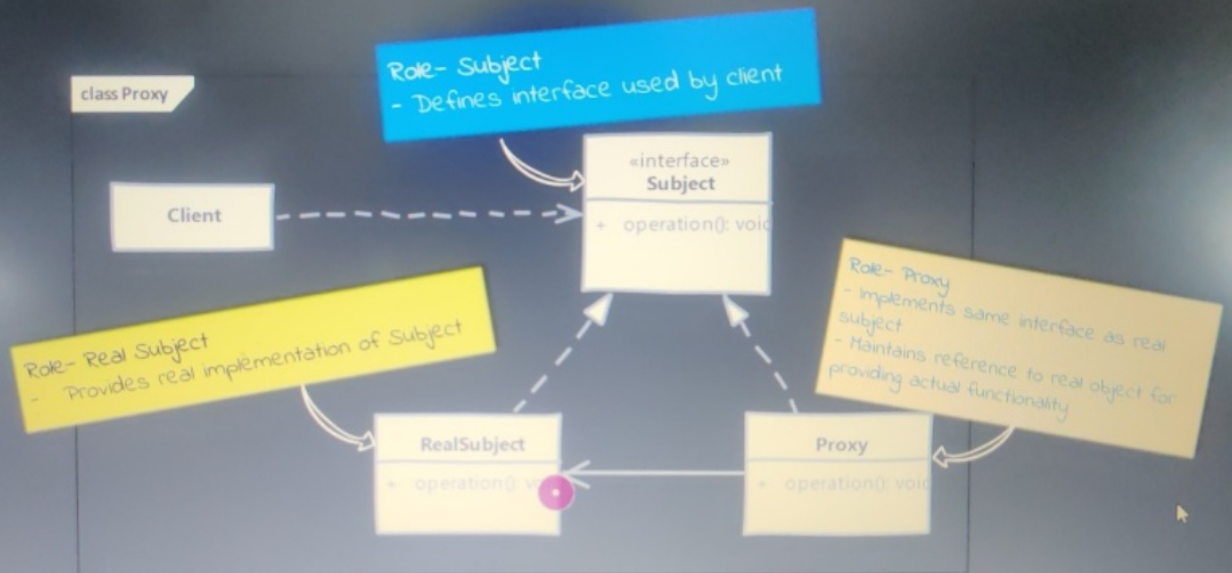 class Proxy
Role- Subject
- Defines interface used by client
«interface»
Subject
+ operation(): void
Client
Role- Real Subject
- Provides real implementation of Subject
Role- Proxy
- Implements same interface as real
subject
- Maintains reference to real object for
providing actual functionality
RealSubject
+ operation(): vo
Proxy
+ operation(): void